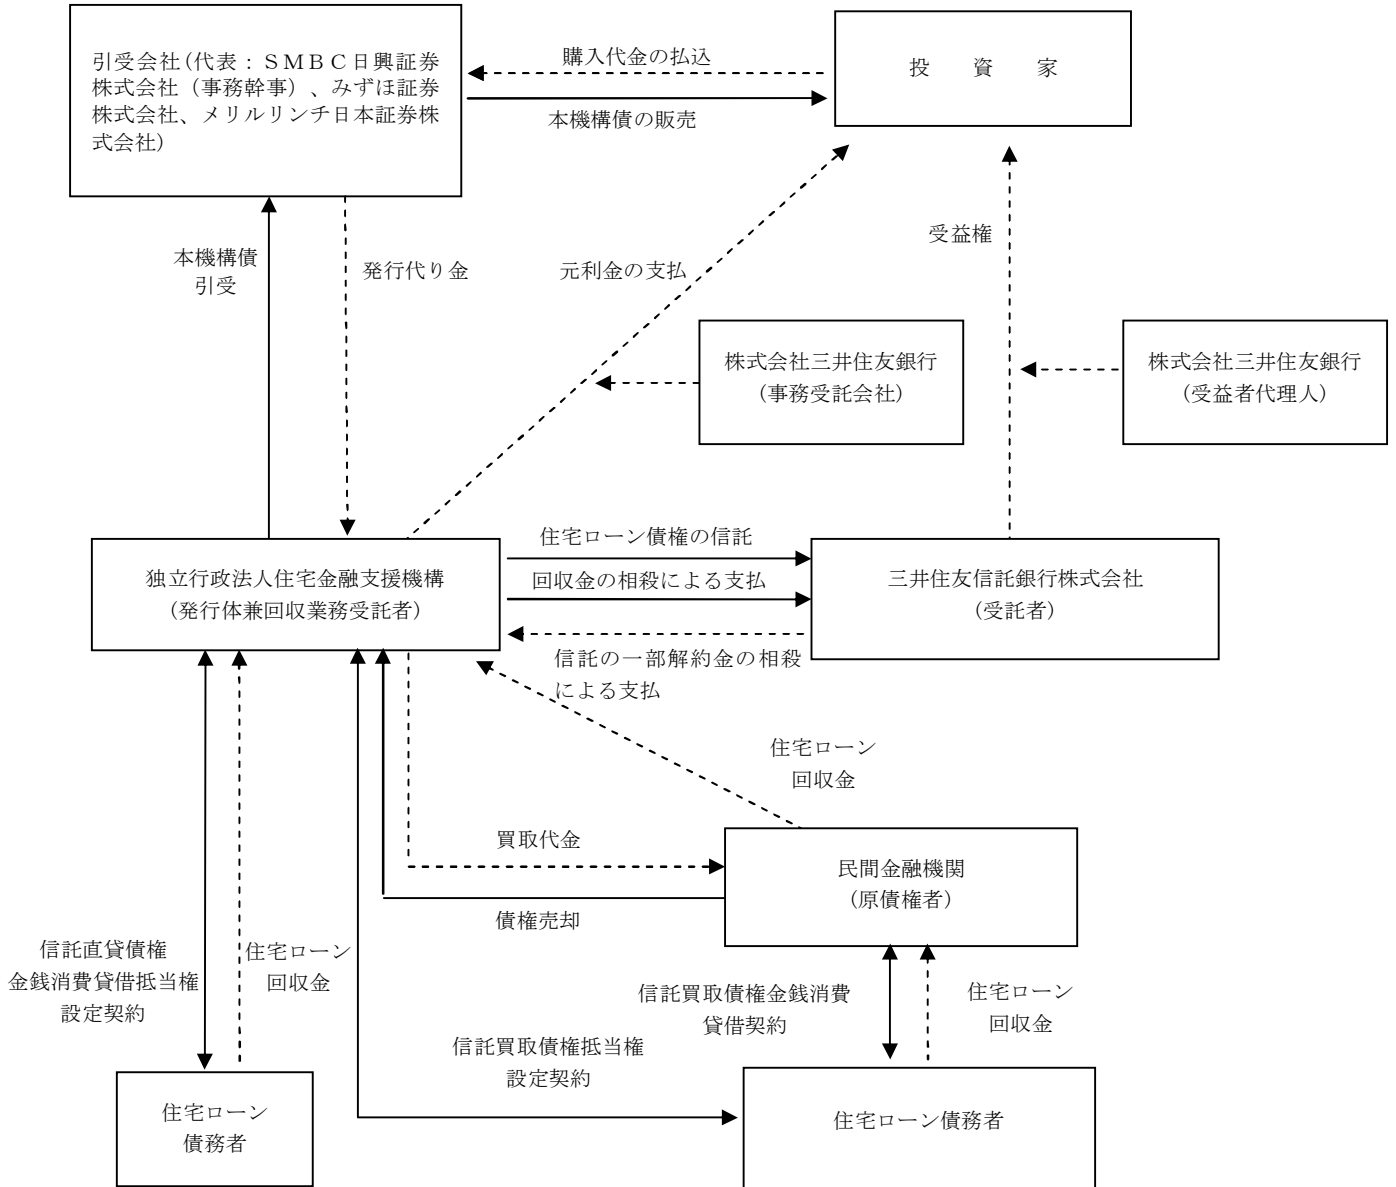 引受会社(代表：ＳＭＢＣ日興証券
株式会社（事務幹事）、みずほ証券
株式会社、メリルリンチ日本証券株
式会社)
購入代金の払込
本機構債の販売
投　資　家
本機構債
引受
発行代り金
元利金の支払
受益権
株式会社三井住友銀行
（事務受託会社）
株式会社三井住友銀行
（受益者代理人）
独立行政法人住宅金融支援機構
（発行体兼回収業務受託者）
住宅ローン債権の信託
回収金の相殺による支払
信託の一部解約金の相殺
による支払
三井住友信託銀行株式会社
（受託者）
住宅ローン
回収金
買取代金
債権売却
民間金融機関
（原債権者）
信託直貸債権
金銭消費貸借抵当権
設定契約
住宅ローン
回収金
信託買取債権金銭消費
貸借契約
住宅ローン
回収金
信託買取債権抵当権
設定契約
住宅ローン
債務者
住宅ローン債務者